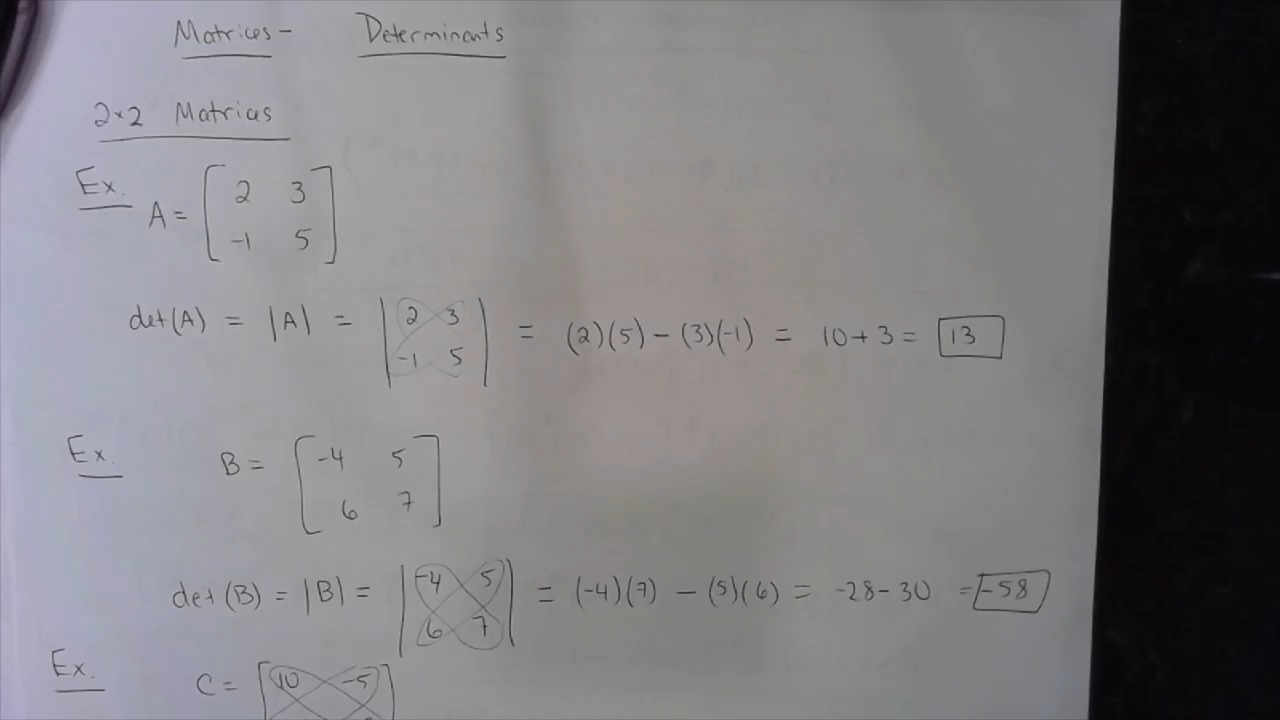 Matrices - Determinants
2×2 Matrices
Ex. A = [ 2 3
-1 5 ]
det(A) = |A| = | 2 3
-1 5 | = (2)(5) - (3)(-1) = 10 + 3 = 13
Ex. B = [ -4 5
6 7 ]
det(B) = |B| = | -4 5
6 7 | = (-4)(7) - (5)(6) = -28 - 30 = -58
Ex. C = [ 10 -5